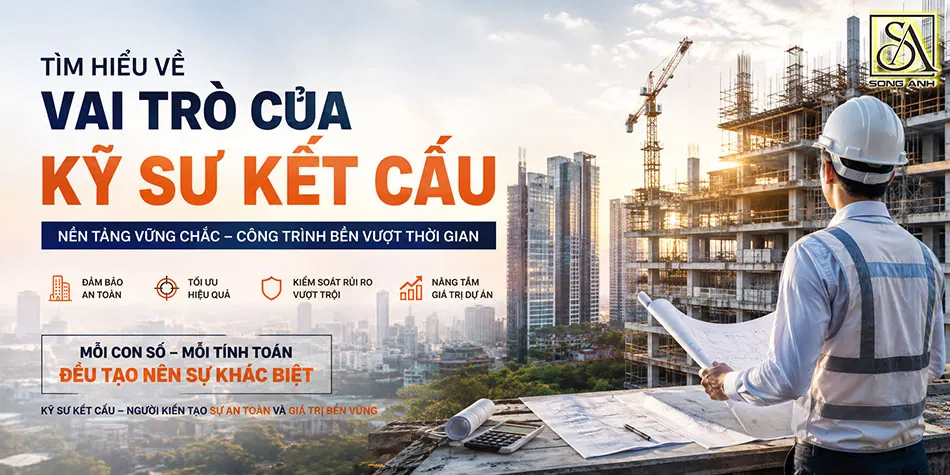 TÌM HIỂU VỀ
VAI TRÒ CỦA
KỸ SƯ KẾT CẤU
NỀN TẢNG VỮNG CHẮC – CÔNG TRÌNH BỀN VƯỢT THỜI GIAN
ĐẢM BẢO
AN TOÀN
TỐI ƯU
HIỆU QUẢ
KIỂM SOÁT RỦI RO
VƯỢT TRỘI
NÂNG TẦM
GIÁ TRỊ DỰ ÁN
MỖI CON SỐ – MỖI TÍNH TOÁN
ĐỀU TẠO NÊN SỰ KHÁC BIỆT
KỸ SƯ KẾT CẤU – NGƯỜI KIẾN TẠO SỰ AN TOÀN VÀ GIÁ TRỊ BỀN VỮNG
SA
SONG ANH